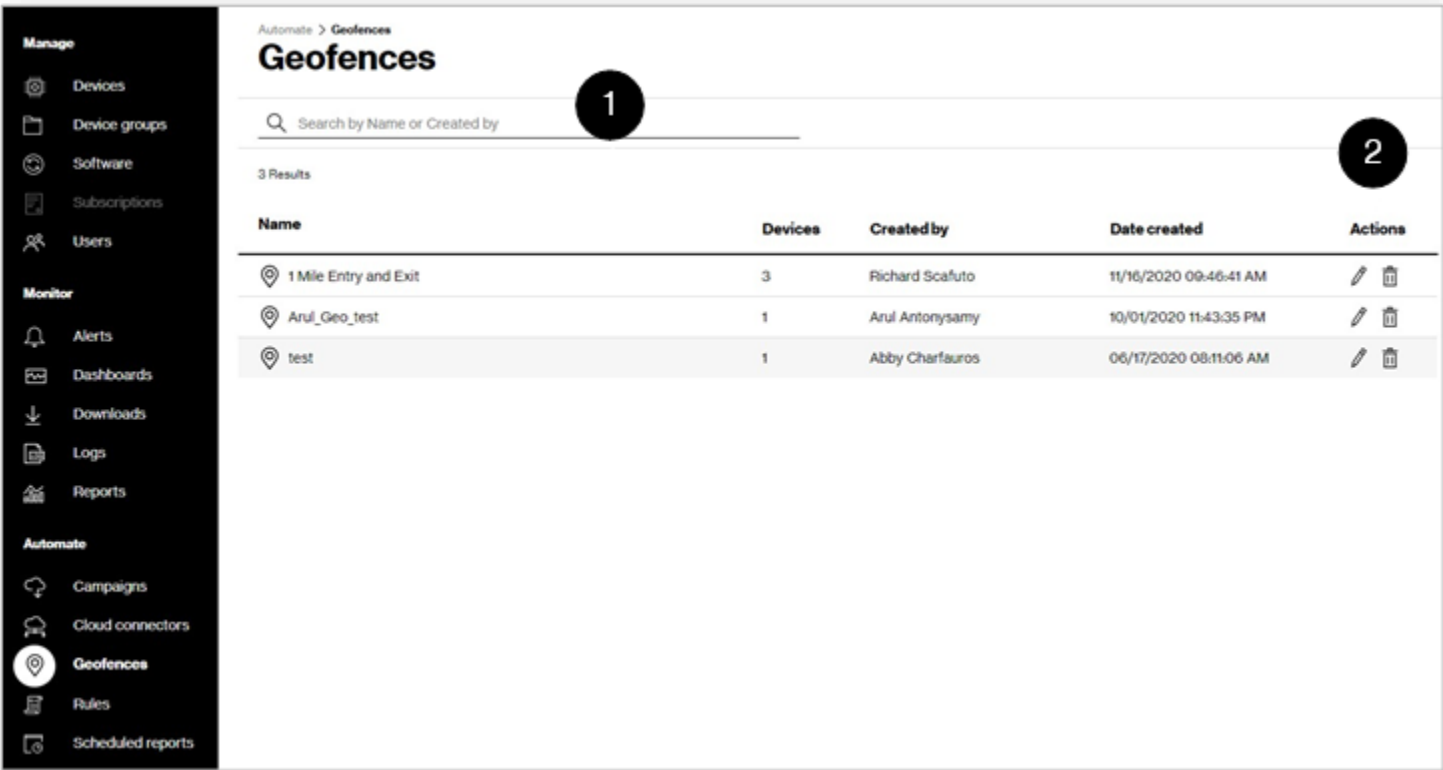 Manage
Devices
Device groups
Software
Subscriptions
Users
Monitor
Alerts
Dashboards
Downloads
Logs
Reports
Automate
Campaigns
Cloud connectors
Geofences
Rules
Scheduled reports
Automate > Geofences
Geofences
1
Search by Name or Created by
2
3 Results
Name Devices Created by Date created Actions
1 Mile Entry and Exit 3 Richard Scafuto 11/16/2020 09:46:41 AM
Arul_Geo_test 1 Arul Antonysamy 10/01/2020 11:43:35 PM
test 1 Abby Charfauros 06/17/2020 08:11:06 AM